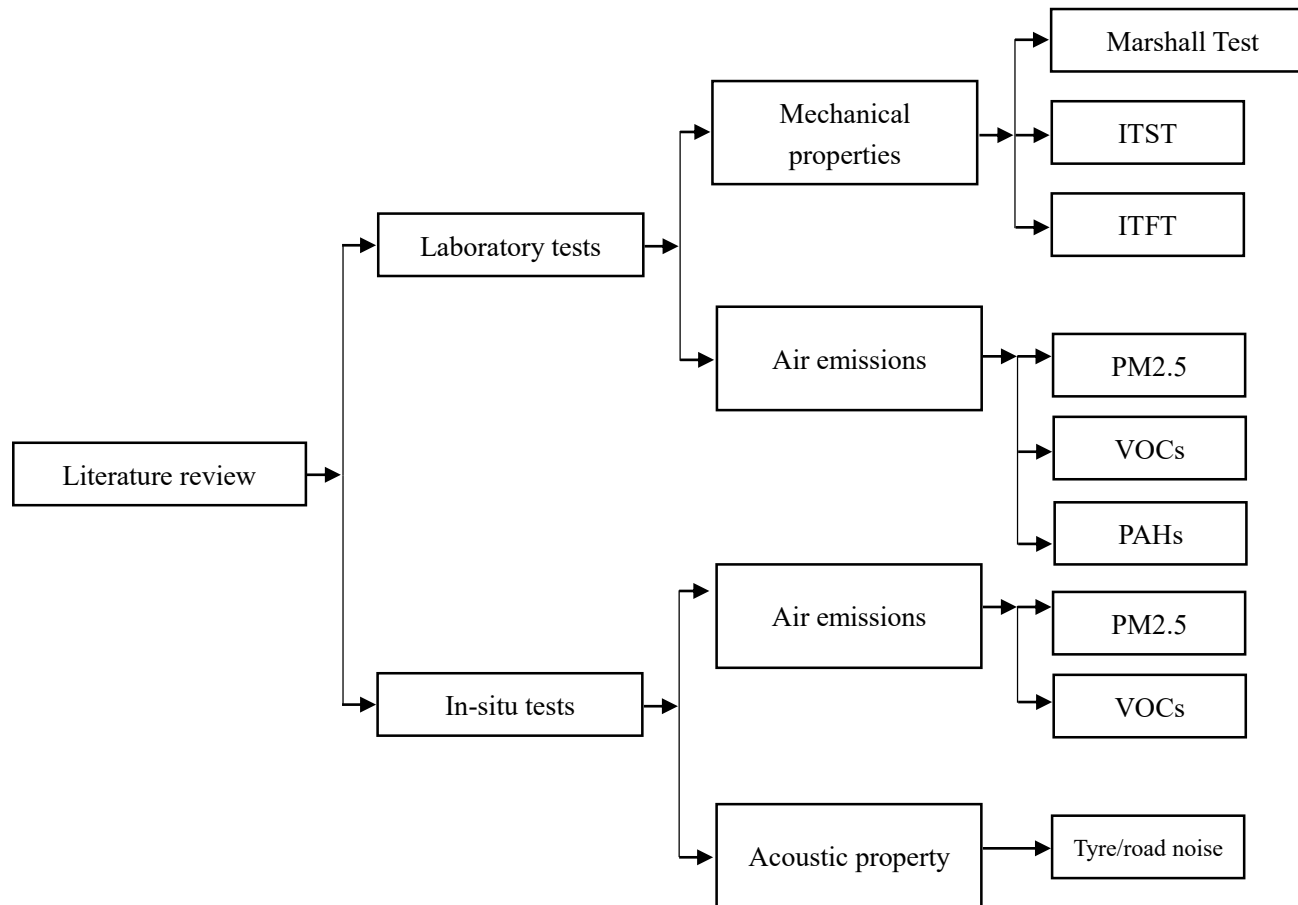 Literature review
Laboratory tests
Mechanical
properties
Marshall Test
ITST
ITFT
Air emissions
PM2.5
VOCs
PAHs
In-situ tests
Air emissions
PM2.5
VOCs
Acoustic property
Tyre/road noise